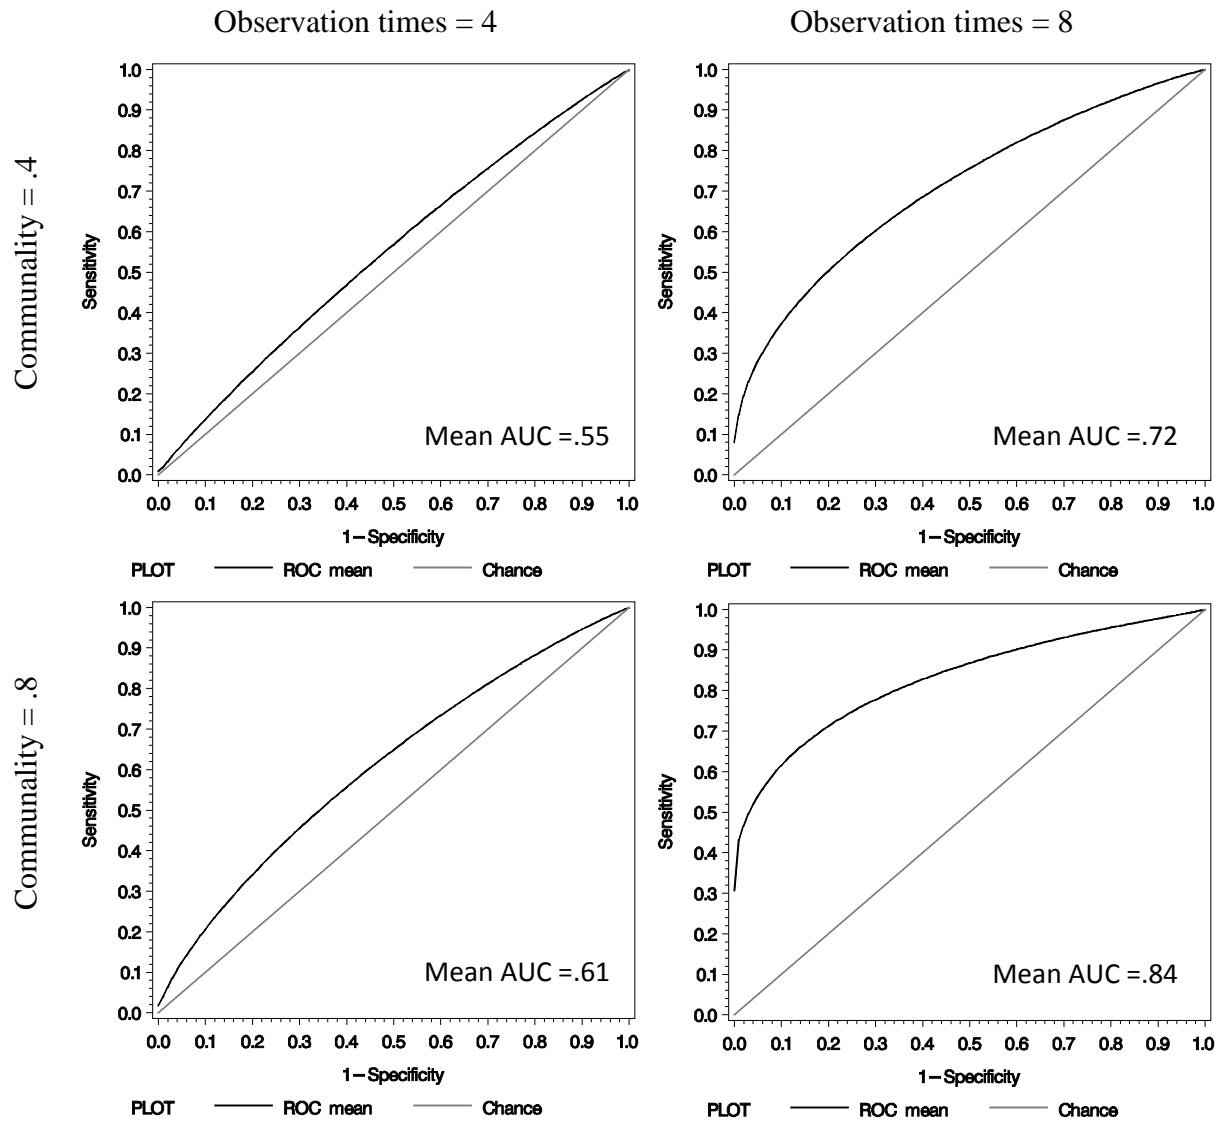 Observation times = 4
Observation times = 8
Communality = .4
1.0
0.9
0.8
0.7
0.6
0.5
0.4
0.3
0.2
0.1
0.0
Sensitivity
Mean AUC =.55
0.0 0.1 0.2 0.3 0.4 0.5 0.6 0.7 0.8 0.9 1.0
1−Specificity
PLOT ROC mean Chance
1.0
0.9
0.8
0.7
0.6
0.5
0.4
0.3
0.2
0.1
0.0
Sensitivity
Mean AUC =.72
0.0 0.1 0.2 0.3 0.4 0.5 0.6 0.7 0.8 0.9 1.0
1−Specificity
PLOT ROC mean Chance
Communality = .8
1.0
0.9
0.8
0.7
0.6
0.5
0.4
0.3
0.2
0.1
0.0
Sensitivity
Mean AUC =.61
0.0 0.1 0.2 0.3 0.4 0.5 0.6 0.7 0.8 0.9 1.0
1−Specificity
PLOT ROC mean Chance
1.0
0.9
0.8
0.7
0.6
0.5
0.4
0.3
0.2
0.1
0.0
Sensitivity
Mean AUC =.84
0.0 0.1 0.2 0.3 0.4 0.5 0.6 0.7 0.8 0.9 1.0
1−Specificity
PLOT ROC mean Chance